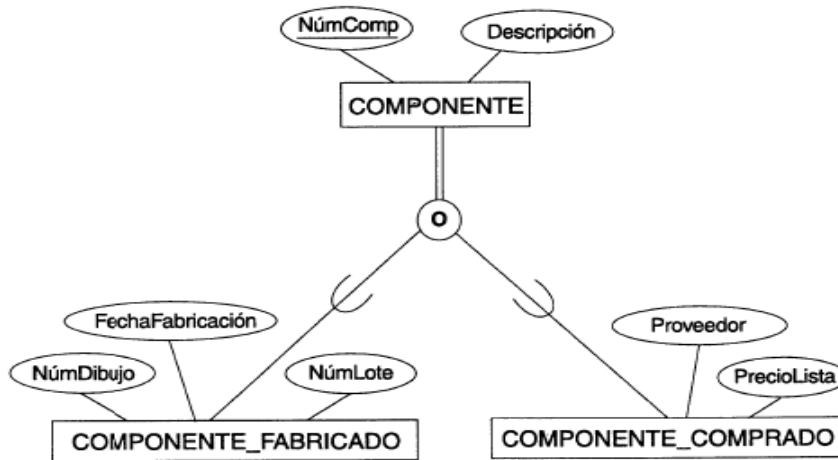 NúmComp
Descripción
COMPONENTE
O
FechaFabricación
Proveedor
NúmDibujo
NúmLote
PrecioLista
COMPONENTE_FABRICADO
COMPONENTE_COMPRADO